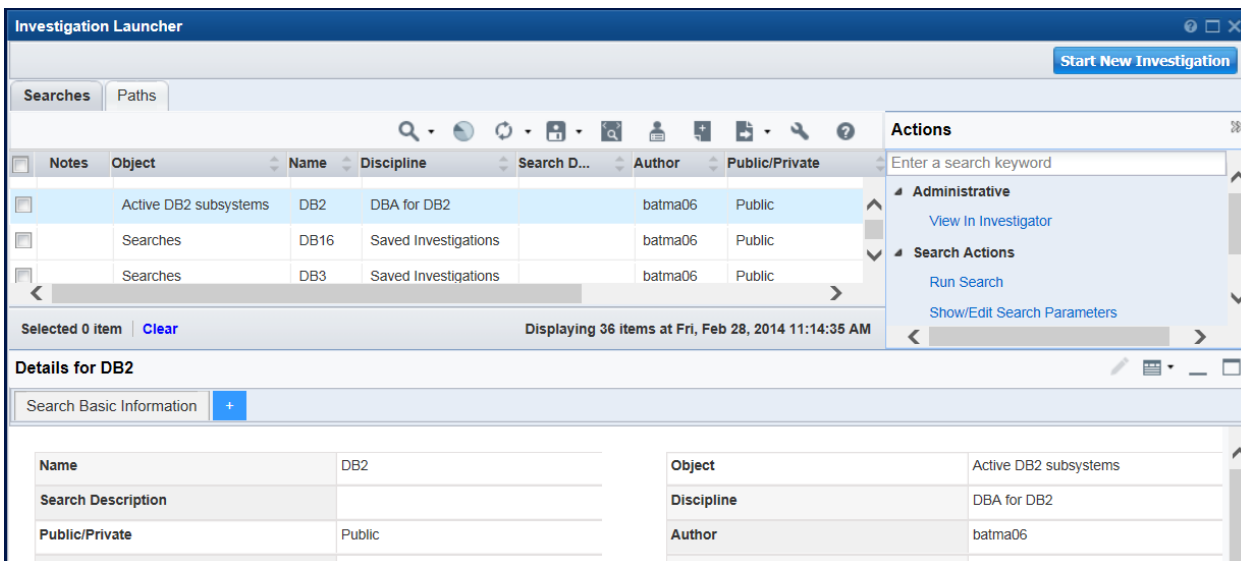 Investigation Launcher
Start New Investigation
Searches Paths
Actions
Notes Object Name Discipline Search D... Author Public/Private
Enter a search keyword
Active DB2 subsystems DB2 DBA for DB2 batma06 Public
Administrative
View In Investigator
Searches DB16 Saved Investigations batma06 Public
Search Actions
Searches DB3 Saved Investigations batma06 Public
Run Search
Show/Edit Search Parameters
Selected 0 item Clear Displaying 36 items at Fri, Feb 28, 2014 11:14:35 AM
Details for DB2
Search Basic Information +
Name DB2 Object Active DB2 subsystems
Search Description Discipline DBA for DB2
Public/Private Public Author batma06